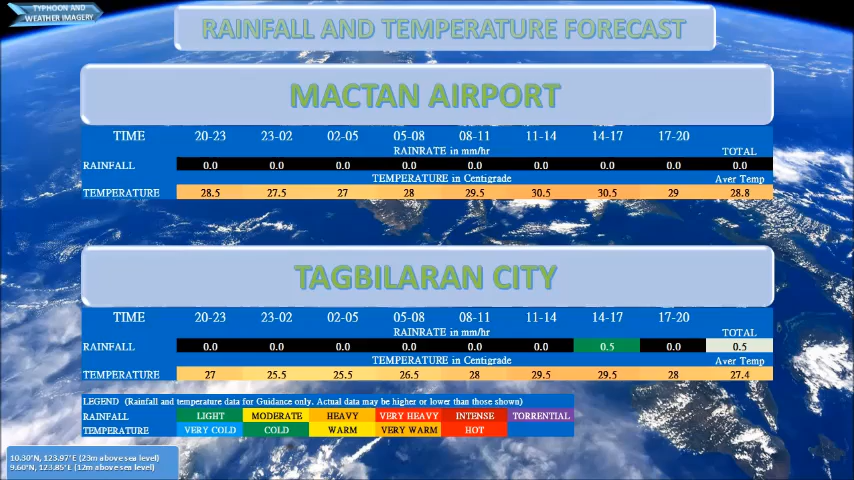 TYPHOON AND
WEATHER IMAGERY
RAINFALL AND TEMPERATURE FORECAST
MACTAN AIRPORT
TIME 20-23 23-02 02-05 05-08 08-11 11-14 14-17 17-20
RAINRATE in mm/hr TOTAL
RAINFALL 0.0 0.0 0.0 0.0 0.0 0.0 0.0 0.0 0.0
TEMPERATURE in Centigrade Aver Temp
TEMPERATURE 28.5 27.5 27 28 29.5 30.5 30.5 29 28.8
TAGBILARAN CITY
TIME 20-23 23-02 02-05 05-08 08-11 11-14 14-17 17-20
RAINRATE in mm/hr TOTAL
RAINFALL 0.0 0.0 0.0 0.0 0.0 0.0 0.5 0.0 0.5
TEMPERATURE in Centigrade Aver Temp
TEMPERATURE 27 25.5 25.5 26.5 28 29.5 29.5 28 27.4
LEGEND (Rainfall and temperature data for Guidance only. Actual data may be higher or lower than those shown)
RAINFALL LIGHT MODERATE HEAVY VERY HEAVY INTENSE TORRENTIAL
TEMPERATURE VERY COLD COLD WARM VERY WARM HOT
10.30°N, 123.97°E (23m above sea level)
9.60°N, 123.85°E (12m above sea level)